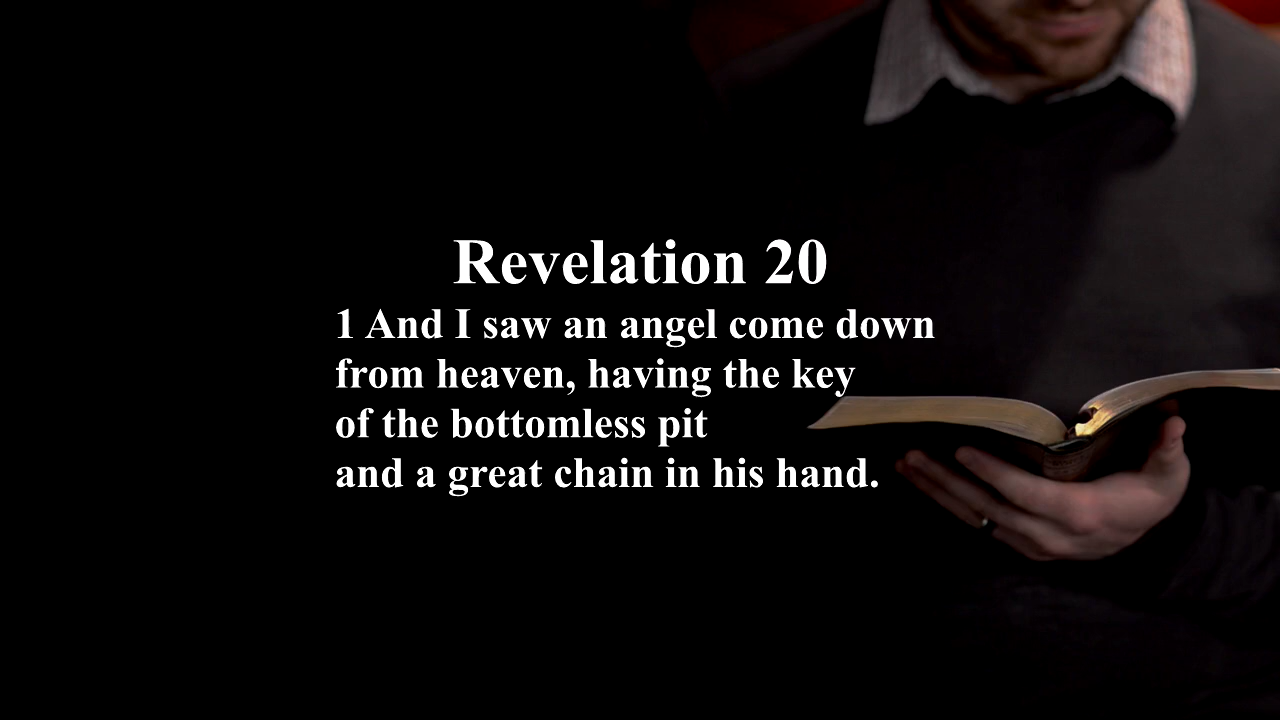 Revelation 20
1 And I saw an angel come down
from heaven, having the key
of the bottomless pit
and a great chain in his hand.